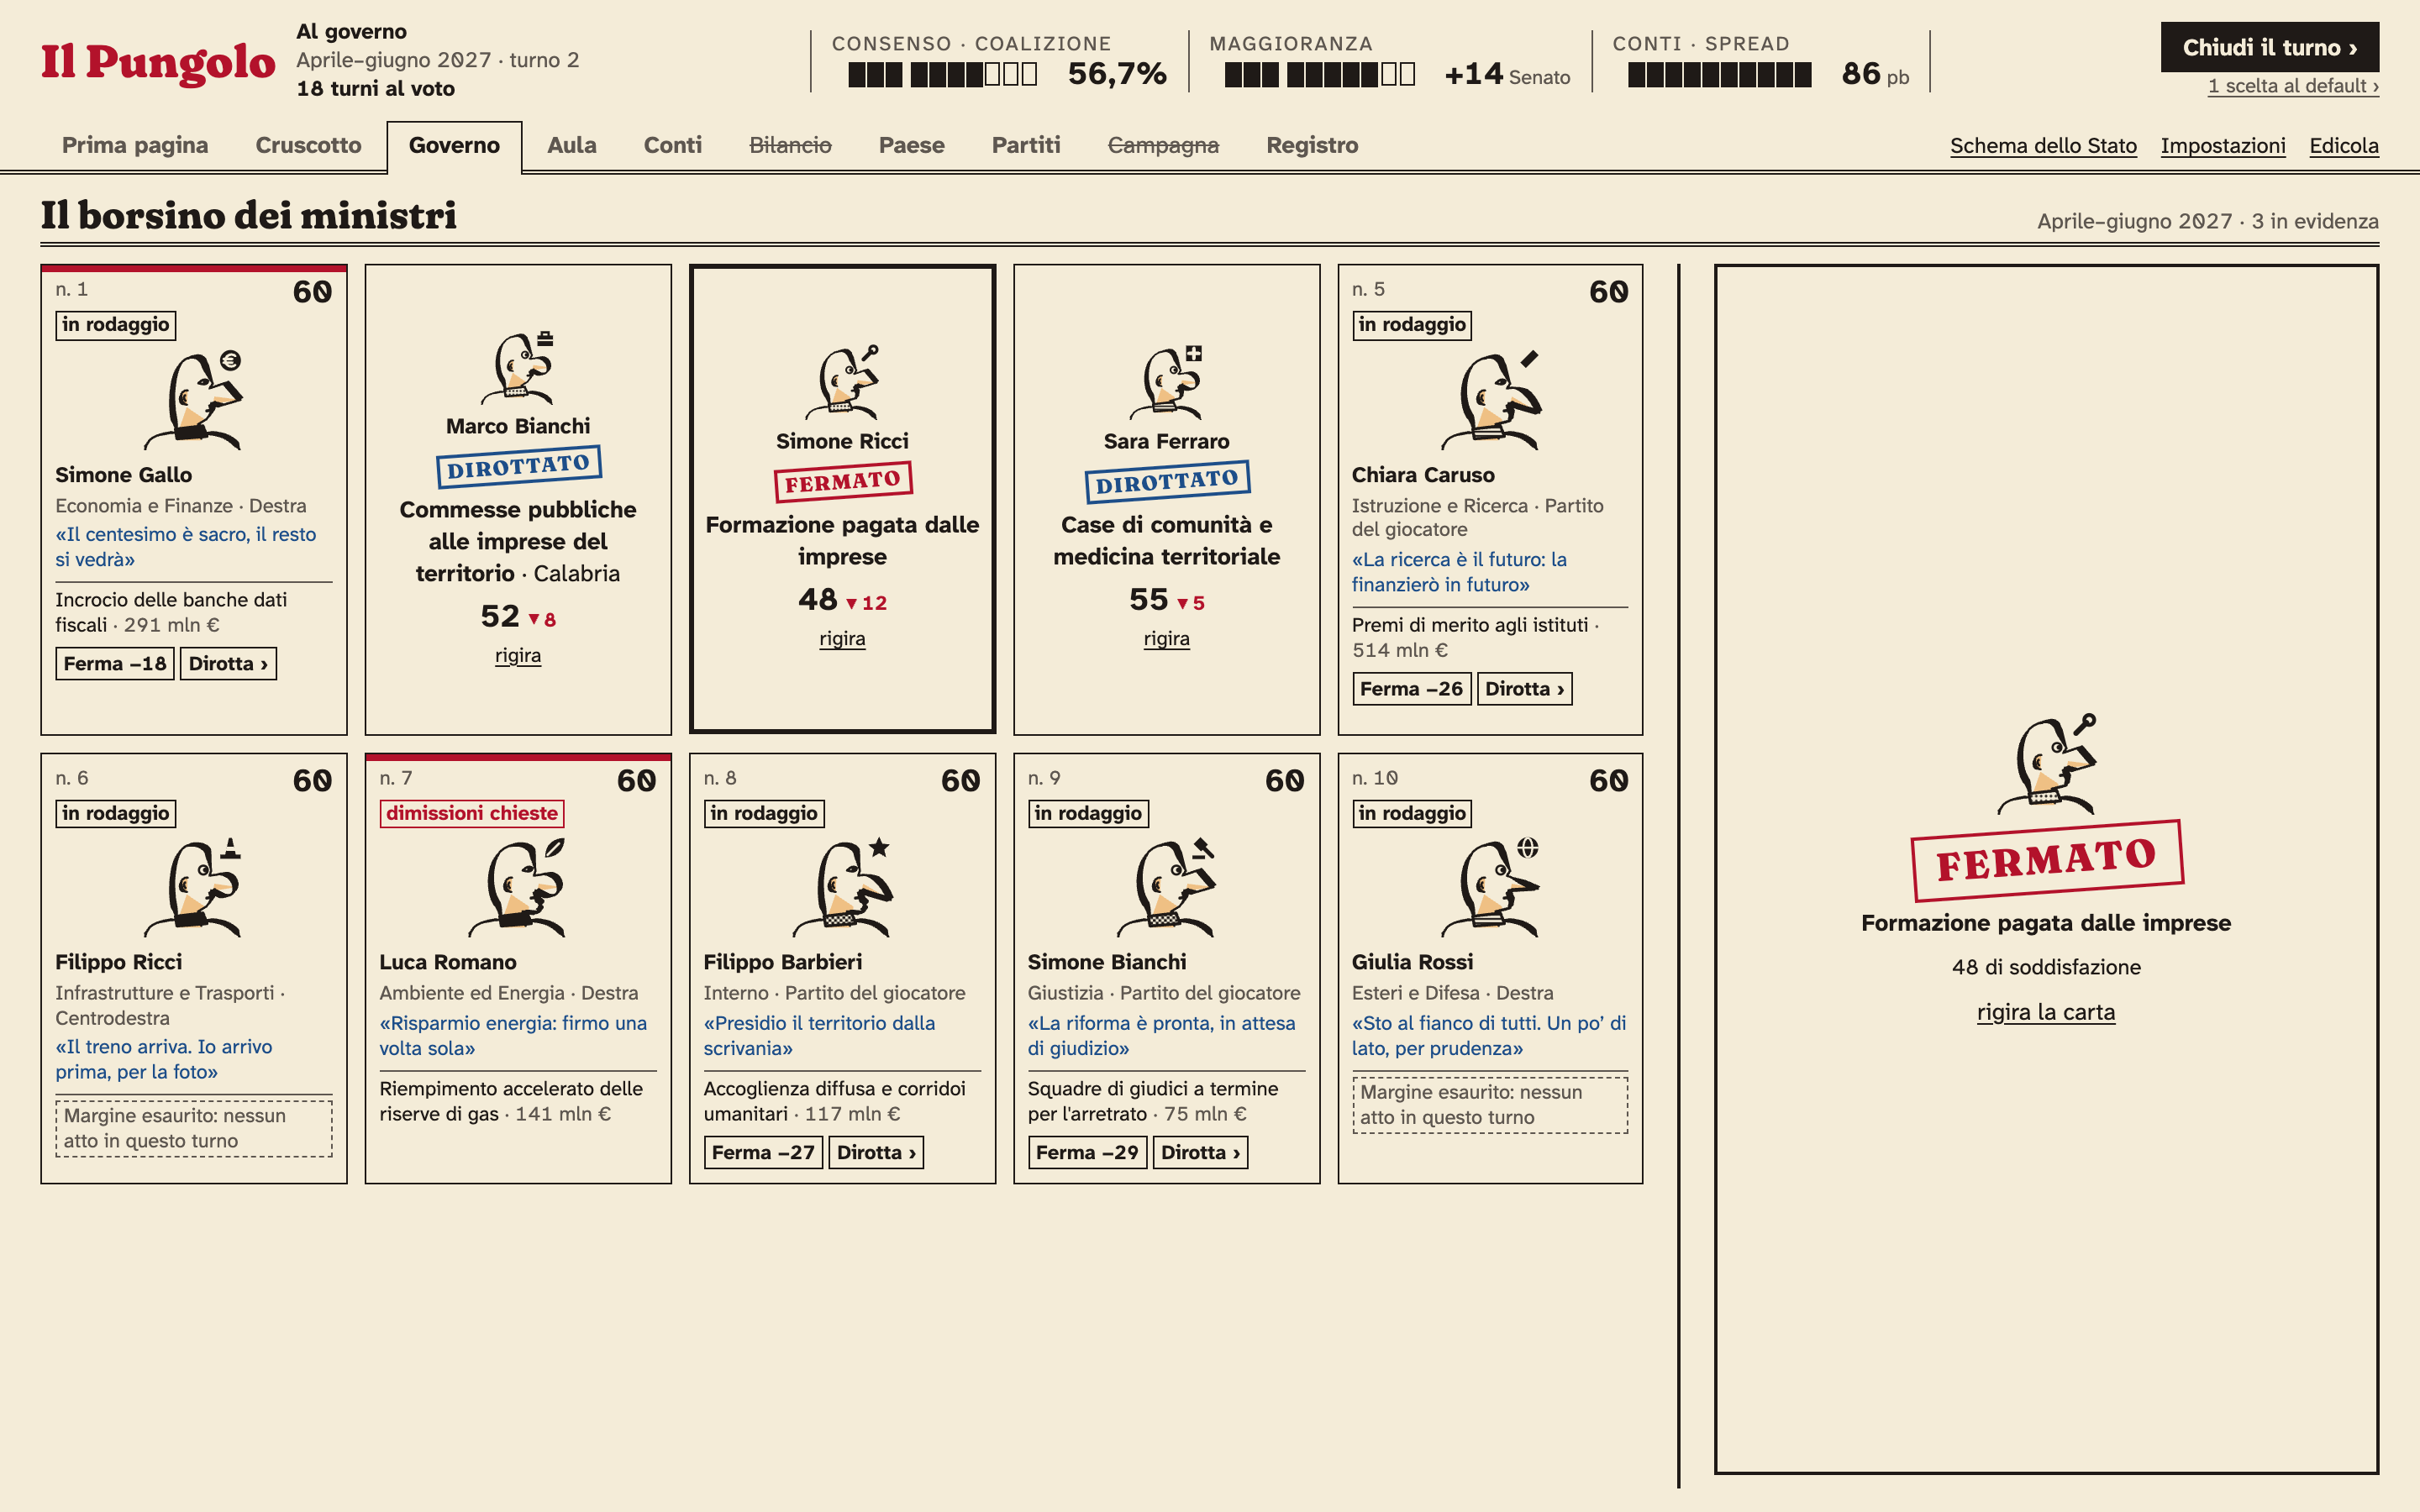 Il Pungolo
Al governo
Aprile–giugno 2027 · turno 2
18 turni al voto
CONSENSO · COALIZIONE
56,7%
MAGGIORANZA
+14 Senato
CONTI · SPREAD
86 pb
Chiudi il turno ›
1 scelta al default ›
Prima pagina
Cruscotto
Governo
Aula
Conti
Bilancio
Paese
Partiti
Campagna
Registro
Schema dello Stato
Impostazioni
Edicola
Il borsino dei ministri
Aprile–giugno 2027 · 3 in evidenza
n. 1
60
in rodaggio
Simone Gallo
Economia e Finanze · Destra
«Il centesimo è sacro, il resto
si vedrà»
Incrocio delle banche dati
fiscali · 291 mln €
Ferma –18
Dirotta ›
Marco Bianchi
DIROTTATO
Commesse pubbliche
alle imprese del
territorio · Calabria
52 ▼8
rigira
Simone Ricci
FERMATO
Formazione pagata dalle
imprese
48 ▼12
rigira
Sara Ferraro
DIROTTATO
Case di comunità e
medicina territoriale
55 ▼5
rigira
n. 5
60
in rodaggio
Chiara Caruso
Istruzione e Ricerca · Partito
del giocatore
«La ricerca è il futuro: la
finanzierò in futuro»
Premi di merito agli istituti ·
514 mln €
Ferma –26
Dirotta ›
n. 6
60
in rodaggio
Filippo Ricci
Infrastrutture e Trasporti ·
Centrodestra
«Il treno arriva. Io arrivo
prima, per la foto»
Margine esaurito: nessun
atto in questo turno
n. 7
60
dimissioni chieste
Luca Romano
Ambiente ed Energia · Destra
«Risparmio energia: firmo una
volta sola»
Riempimento accelerato delle
riserve di gas · 141 mln €
n. 8
60
in rodaggio
Filippo Barbieri
Interno · Partito del giocatore
«Presidio il territorio dalla
scrivania»
Accoglienza diffusa e corridoi
umanitari · 117 mln €
Ferma –27
Dirotta ›
n. 9
60
in rodaggio
Simone Bianchi
Giustizia · Partito del giocatore
«La riforma è pronta, in attesa
di giudizio»
Squadre di giudici a termine
per l'arretrato · 75 mln €
Ferma –29
Dirotta ›
n. 10
60
in rodaggio
Giulia Rossi
Esteri e Difesa · Destra
«Sto al fianco di tutti. Un po’ di
lato, per prudenza»
Margine esaurito: nessun
atto in questo turno
FERMATO
Formazione pagata dalle imprese
48 di soddisfazione
rigira la carta